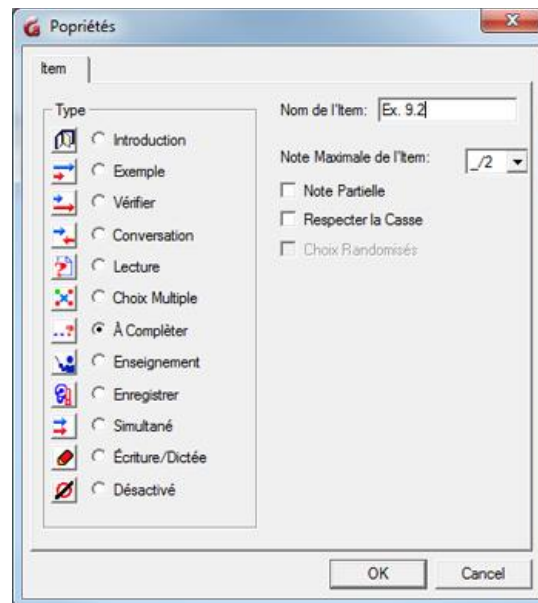 Popriétés
Item
Type
Introduction
Exemple
Vérifier
Conversation
Lecture
Choix Multiple
À Complèter
Enseignement
Enregistrer
Simultané
Écriture/Dictée
Désactivé
Nom de l'Item: Ex. 9.2
Note Maximale de l'Item: _/2
Note Partielle
Respecter la Casse
Choix Randomisés
OK Cancel